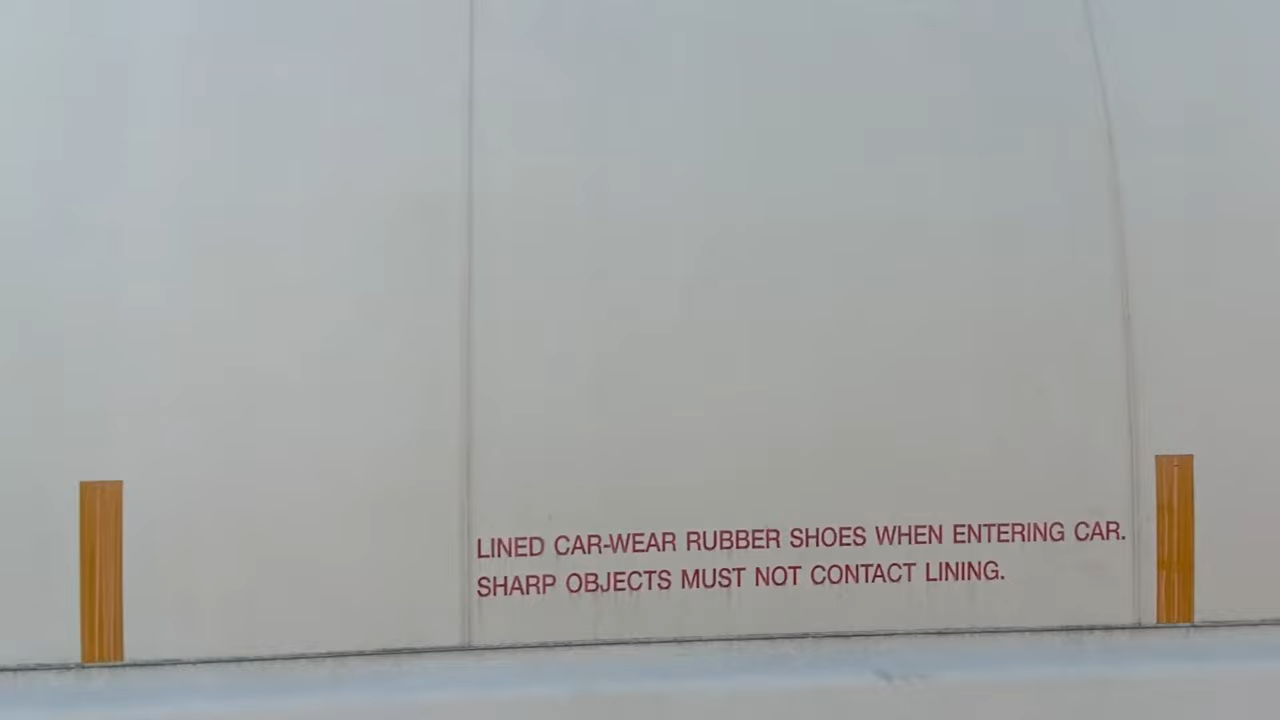 LINED CAR-WEAR RUBBER SHOES WHEN ENTERING CAR.
SHARP OBJECTS MUST NOT CONTACT LINING.